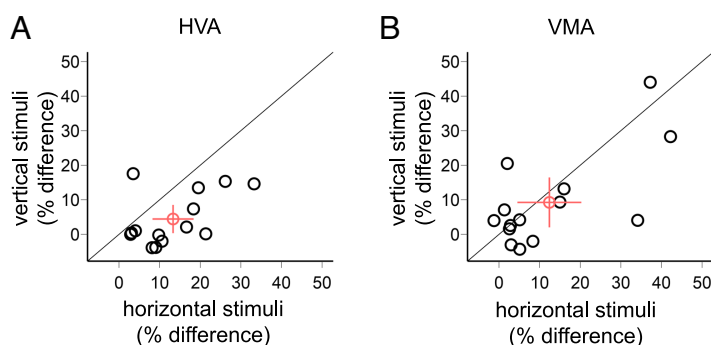 A
HVA
vertical stimuli
(% difference)
50
40
30
20
10
0
0 10 20 30 40 50
horizontal stimuli
(% difference)
B
VMA
vertical stimuli
(% difference)
50
40
30
20
10
0
0 10 20 30 40 50
horizontal stimuli
(% difference)